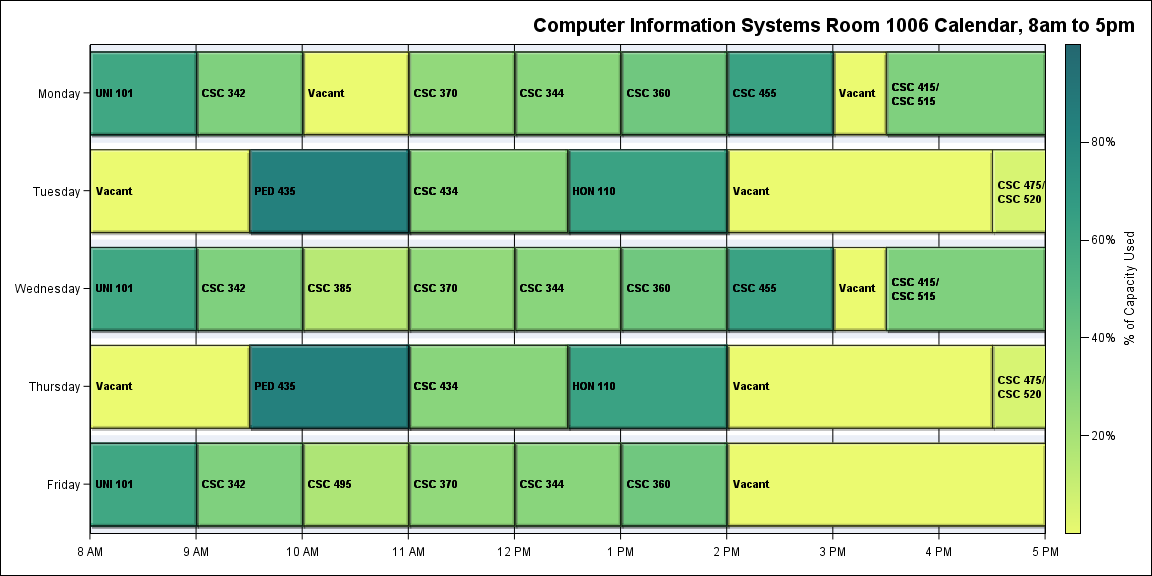 Computer Information Systems Room 1006 Calendar, 8am to 5pm
Monday
UNI 101
CSC 342
Vacant
CSC 370
CSC 344
CSC 360
CSC 455
Vacant
CSC 415/
CSC 515
Tuesday
Vacant
PED 435
CSC 434
HON 110
Vacant
CSC 475/
CSC 520
Wednesday
UNI 101
CSC 342
CSC 385
CSC 370
CSC 344
CSC 360
CSC 455
Vacant
CSC 415/
CSC 515
Thursday
Vacant
PED 435
CSC 434
HON 110
Vacant
CSC 475/
CSC 520
Friday
UNI 101
CSC 342
CSC 495
CSC 370
CSC 344
CSC 360
Vacant
8 AM
9 AM
10 AM
11 AM
12 PM
1 PM
2 PM
3 PM
4 PM
5 PM
80%
60%
40%
20%
% of Capacity Used